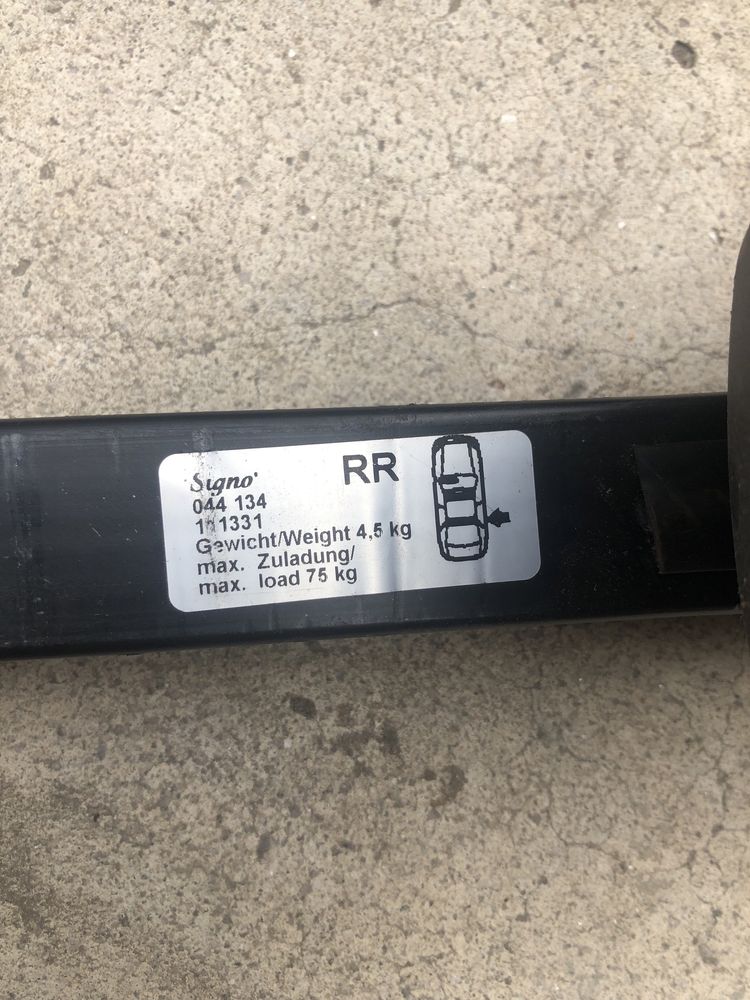 Signo
RR
044 134
Gewicht/Weight 4,5 kg
max. Zuladung/
max. load 75 kg